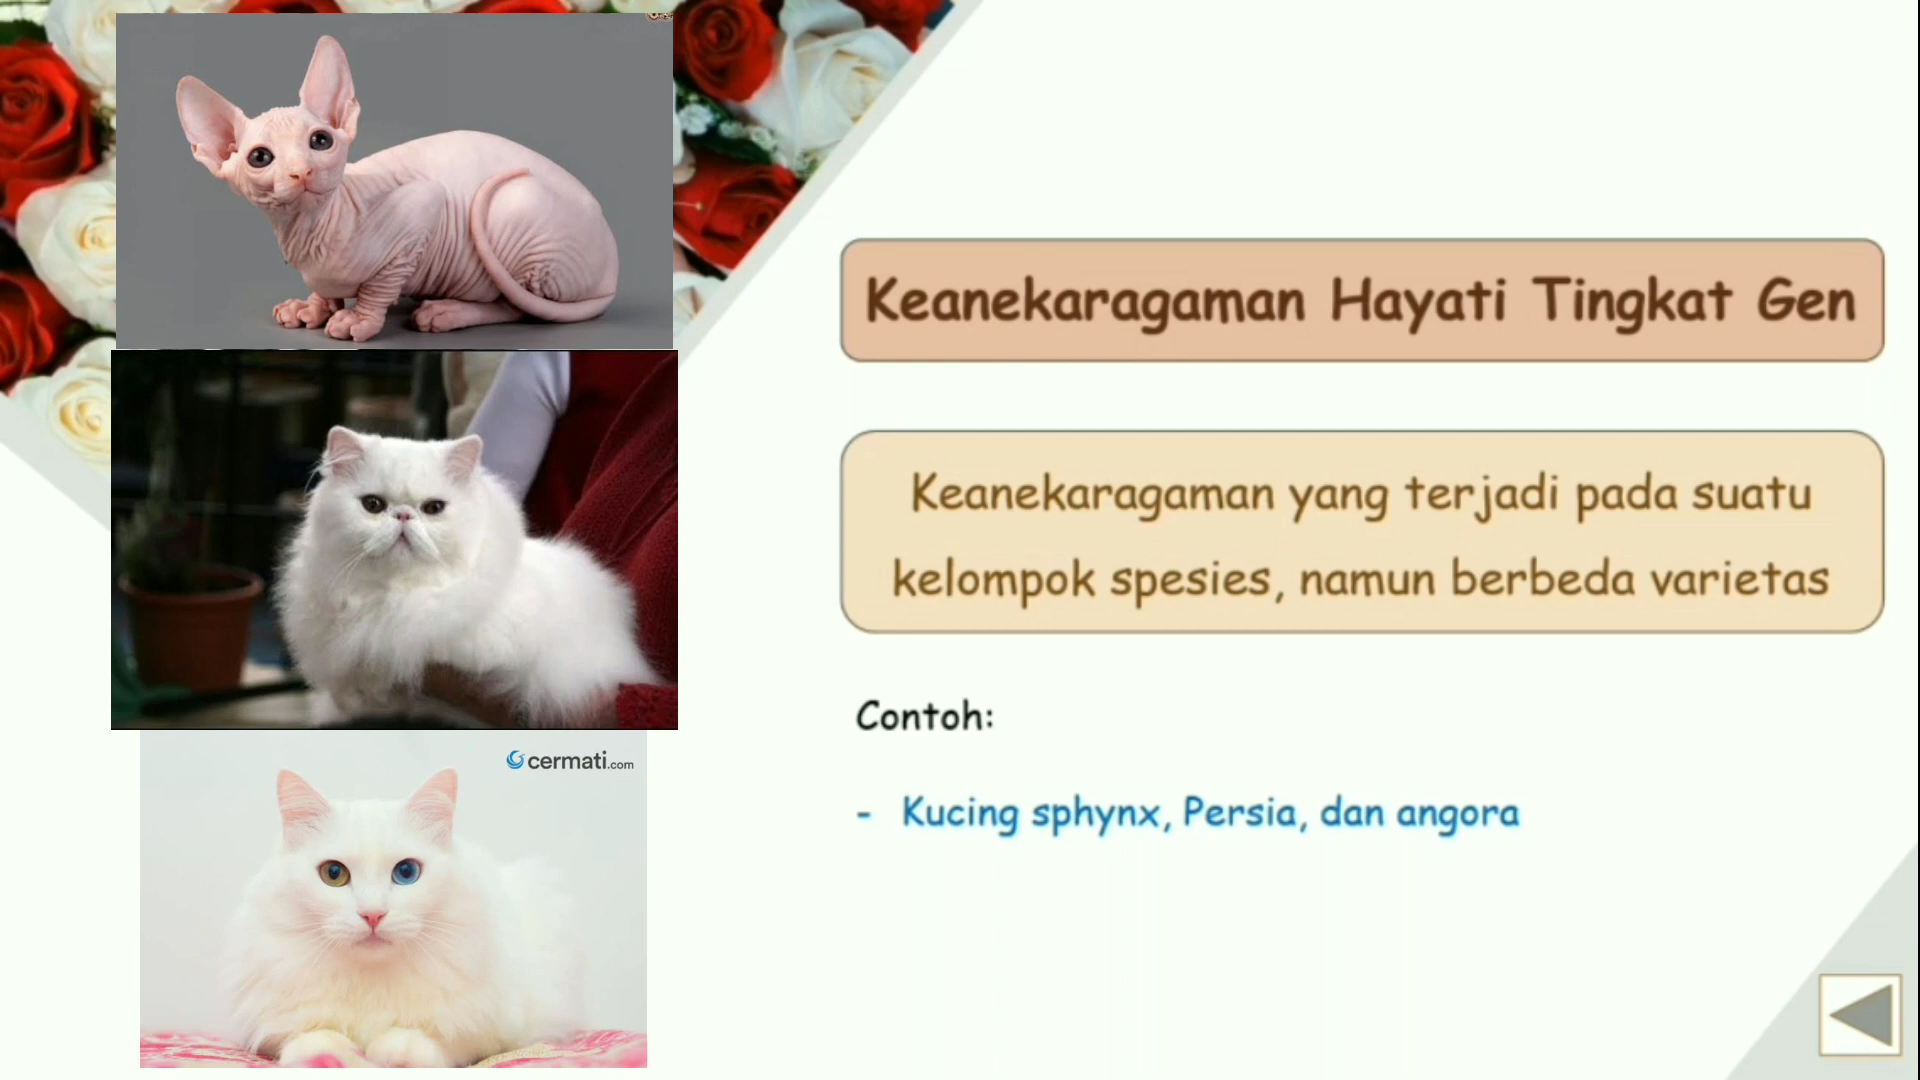 cermati.com
Keanekaragaman Hayati Tingkat Gen
Keanekaragaman yang terjadi pada suatu
kelompok spesies, namun berbeda varietas
Contoh:
- Kucing sphynx, Persia, dan angora